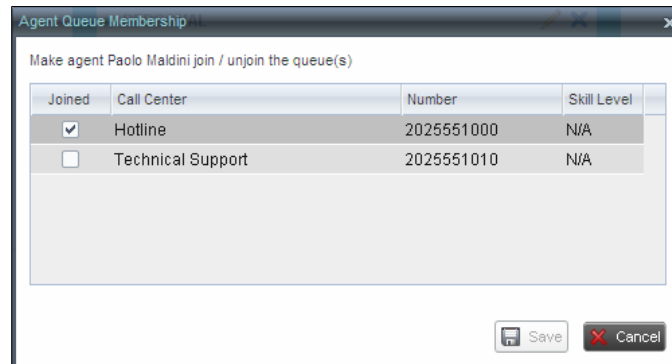 Agent Queue Membership
Make agent Paolo Maldini join / unjoin the queue(s)
Joined Call Center Number Skill Level
Hotline 2025551000 N/A
Technical Support 2025551010 N/A
Save Cancel